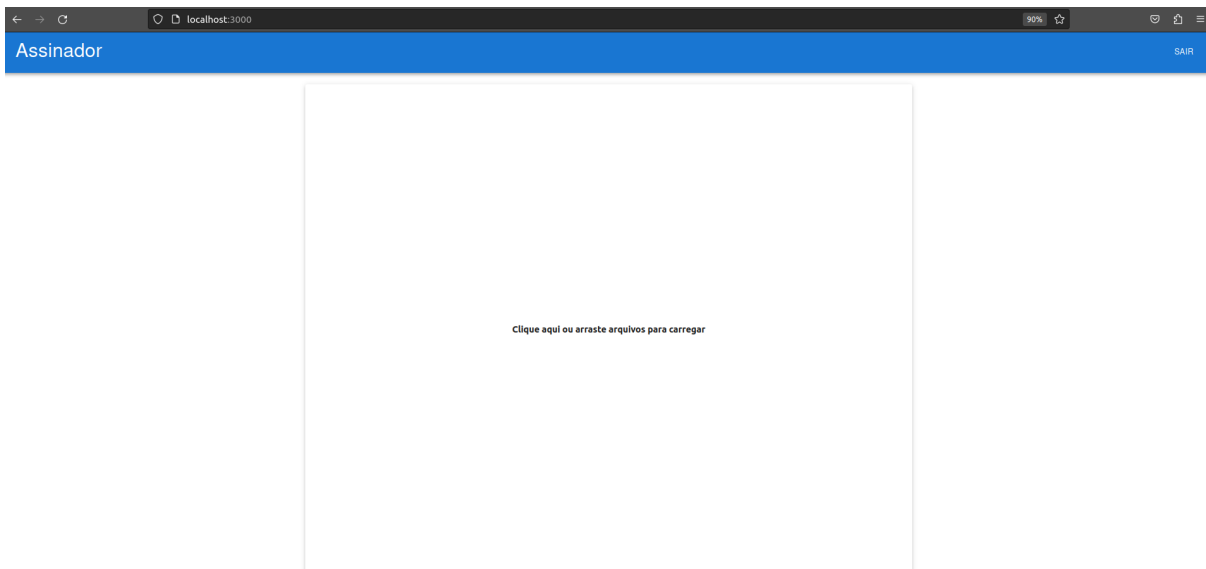 localhost:3000
90%
Assinador
SAIR
Clique aqui ou arraste arquivos para carregar